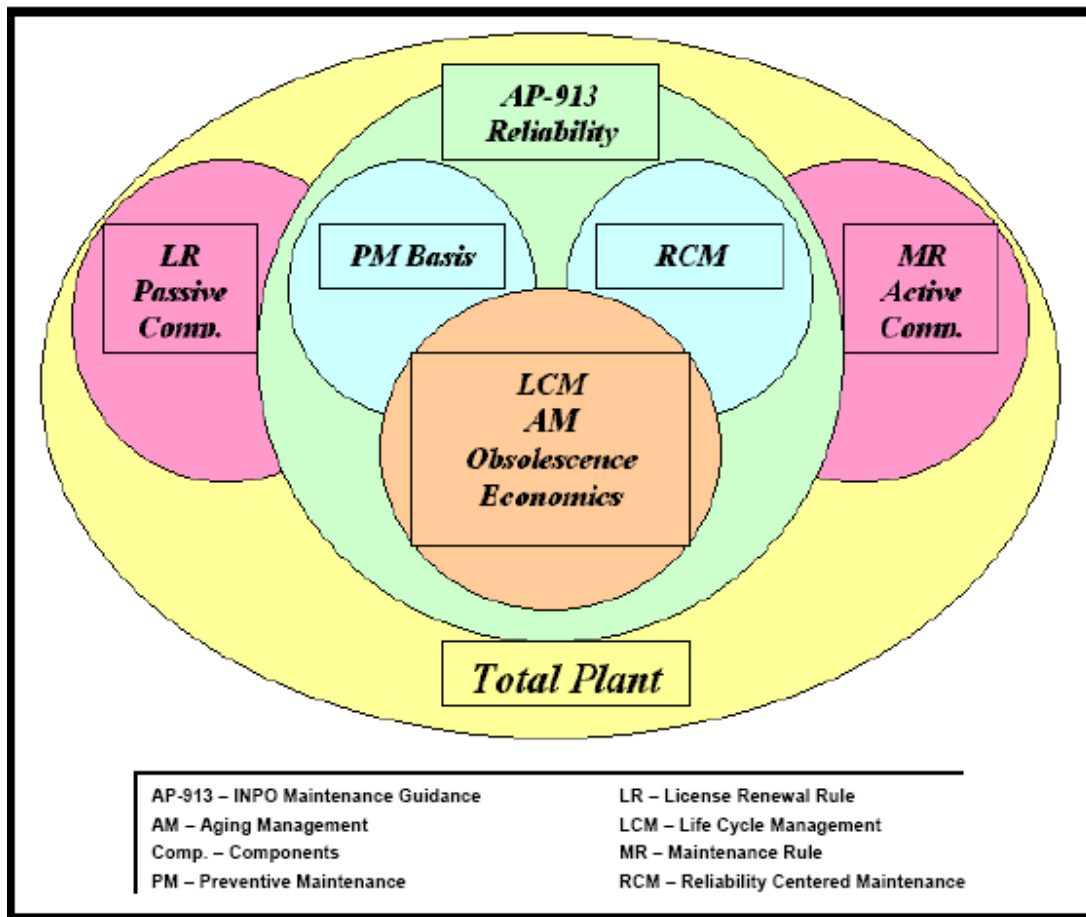 AP-913
Reliability
LR
Passive
Comp.
PM Basis
RCM
MR
Active
Comp.
LCM
AM
Obsolescence
Economics
Total Plant
AP-913 – INPO Maintenance Guidance
AM – Aging Management
Comp. – Components
PM – Preventive Maintenance
LR – License Renewal Rule
LCM – Life Cycle Management
MR – Maintenance Rule
RCM – Reliability Centered Maintenance